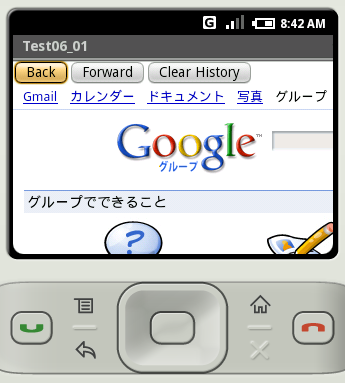 G 8:42 AM
Test06_01
Back Forward Clear History
Gmail カレンダー ドキュメント 写真 グループ
Google™
グループ
グループでできること
?